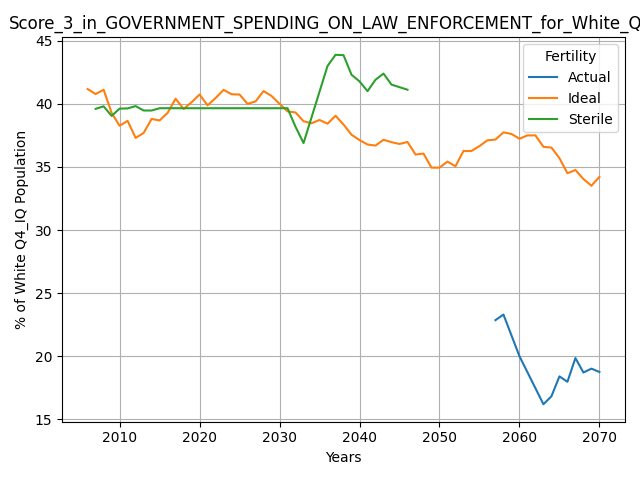 Score_3_in_GOVERNMENT_SPENDING_ON_LAW_ENFORCEMENT_for_White_Q
45
40
35
30
25
20
15
% of White Q4_IQ Population
Fertility
Actual
Ideal
Sterile
2010 2020 2030 2040 2050 2060 2070
Years